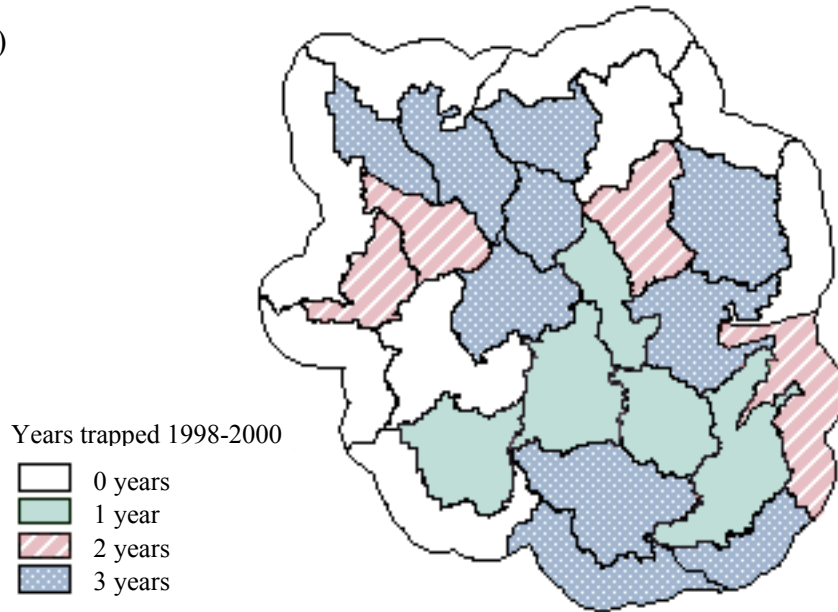 )
Years trapped 1998-2000
0 years
1 year
2 years
3 years